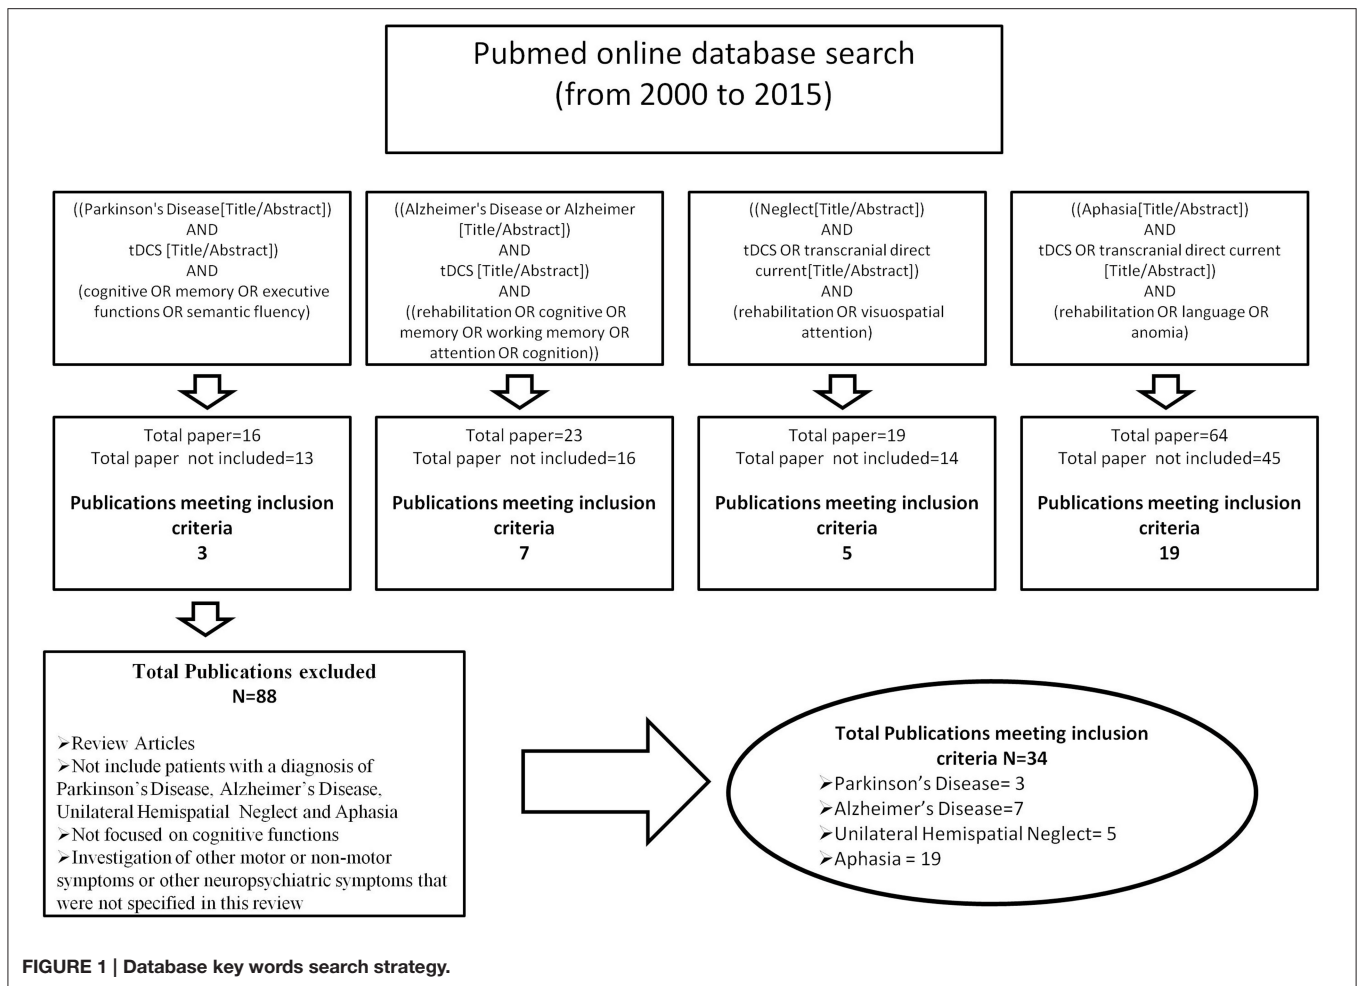 Pubmed online database search
(from 2000 to 2015)
((Parkinson's Disease[Title/Abstract])
AND
tDCS [Title/Abstract])
AND
(cognitive OR memory OR executive
functions OR semantic fluency)
((Alzheimer's Disease or Alzheimer
[Title/Abstract])
AND
tDCS [Title/Abstract])
AND
((rehabilitation OR cognitive OR
memory OR working memory OR
attention OR cognition))
((Neglect[Title/Abstract])
AND
tDCS OR transcranial direct
current[Title/Abstract])
AND
(rehabilitation OR visuospatial
attention)
((Aphasia[Title/Abstract])
AND
tDCS OR transcranial direct current
[Title/Abstract])
AND
(rehabilitation OR language OR
anomia)
Total paper=16
Total paper not included=13
Publications meeting inclusion
criteria
3
Total paper=23
Total paper not included=16
Publications meeting inclusion
criteria
7
Total paper=19
Total paper not included=14
Publications meeting inclusion
criteria
5
Total paper=64
Total paper not included=45
Publications meeting inclusion
criteria
19
Total Publications excluded
N=88
➢Review Articles
➢Not include patients with a diagnosis of
Parkinson's Disease, Alzheimer's Disease,
Unilateral Hemispatial Neglect and Aphasia
➢Not focused on cognitive functions
➢Investigation of other motor or non-motor
symptoms or other neuropsychiatric symptoms that
were not specified in this review
Total Publications meeting inclusion
criteria N=34
➢Parkinson's Disease= 3
➢Alzheimer's Disease=7
➢Unilateral Hemispatial Neglect= 5
➢Aphasia = 19
FIGURE 1 | Database key words search strategy.